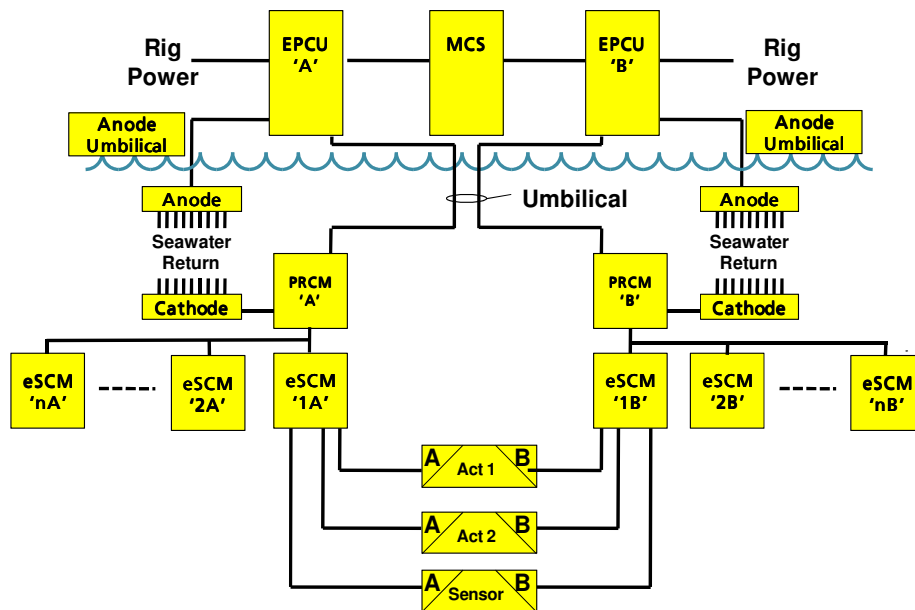 Rig
Power
EPCU
'A'
MCS
EPCU
'B'
Rig
Power
Anode
Umbilical
Anode
Umbilical
Anode
Umbilical
Anode
Seawater
Return
Seawater
Return
Cathode
PRCM
'A'
PRCM
'B'
Cathode
eSCM
'nA'
eSCM
'2A'
eSCM
'1A'
eSCM
'1B'
eSCM
'2B'
eSCM
'nB'
A
Act 1
B
A
Act 2
B
A
Sensor
B